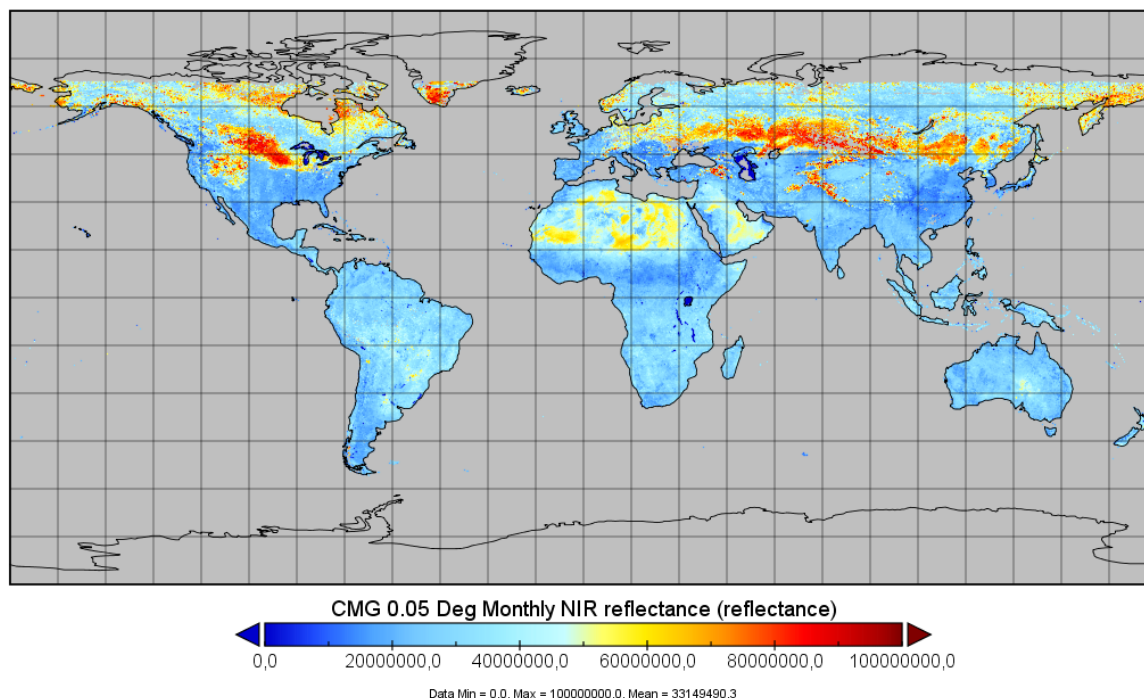 CMG 0.05 Deg Monthly NIR reflectance (reflectance)
0,0 20000000,0 40000000,0 60000000,0 80000000,0 100000000,0
Data Min = 0.0, Max = 100000000.0, Mean = 33149490.3